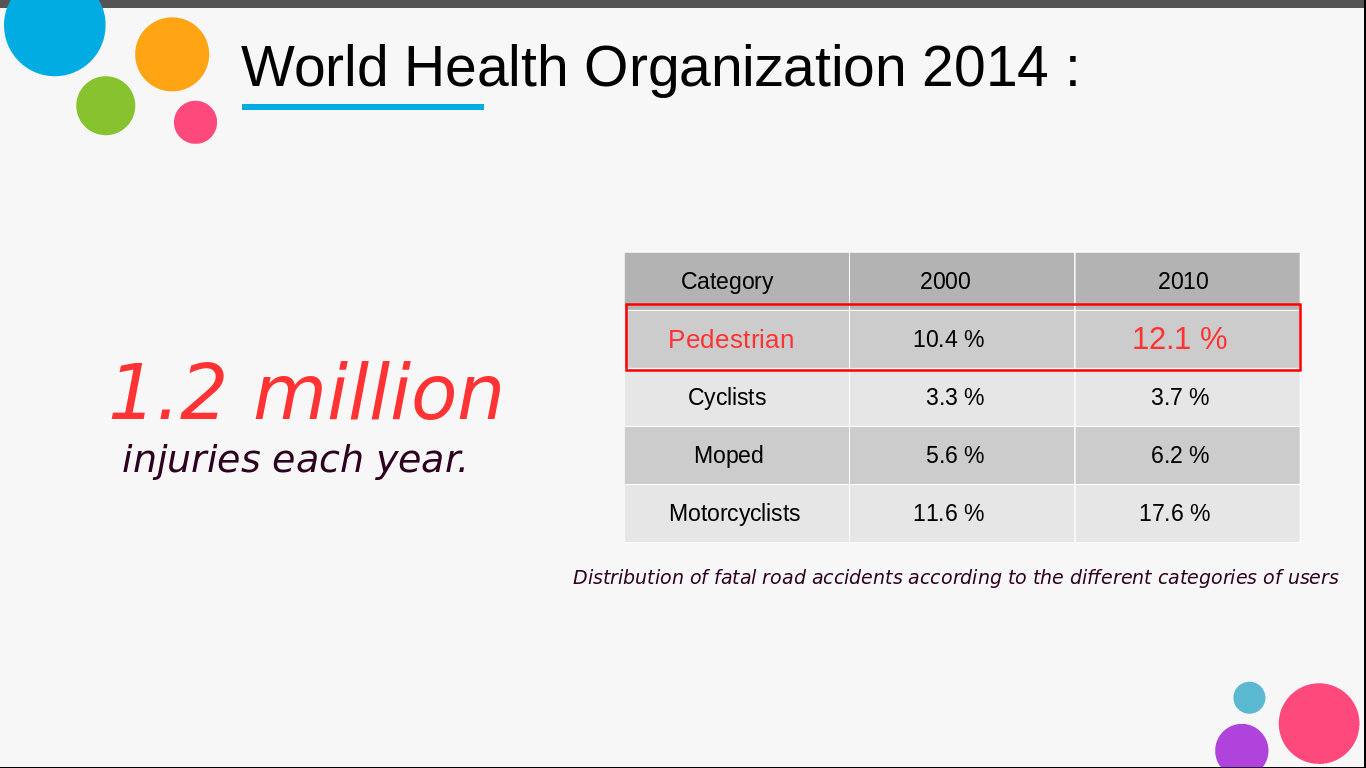 World Health Organization 2014 :
1.2 million
injuries each year.
Category 2000 2010
Pedestrian 10.4 % 12.1 %
Cyclists 3.3 % 3.7 %
Moped 5.6 % 6.2 %
Motorcyclists 11.6 % 17.6 %
Distribution of fatal road accidents according to the different categories of users